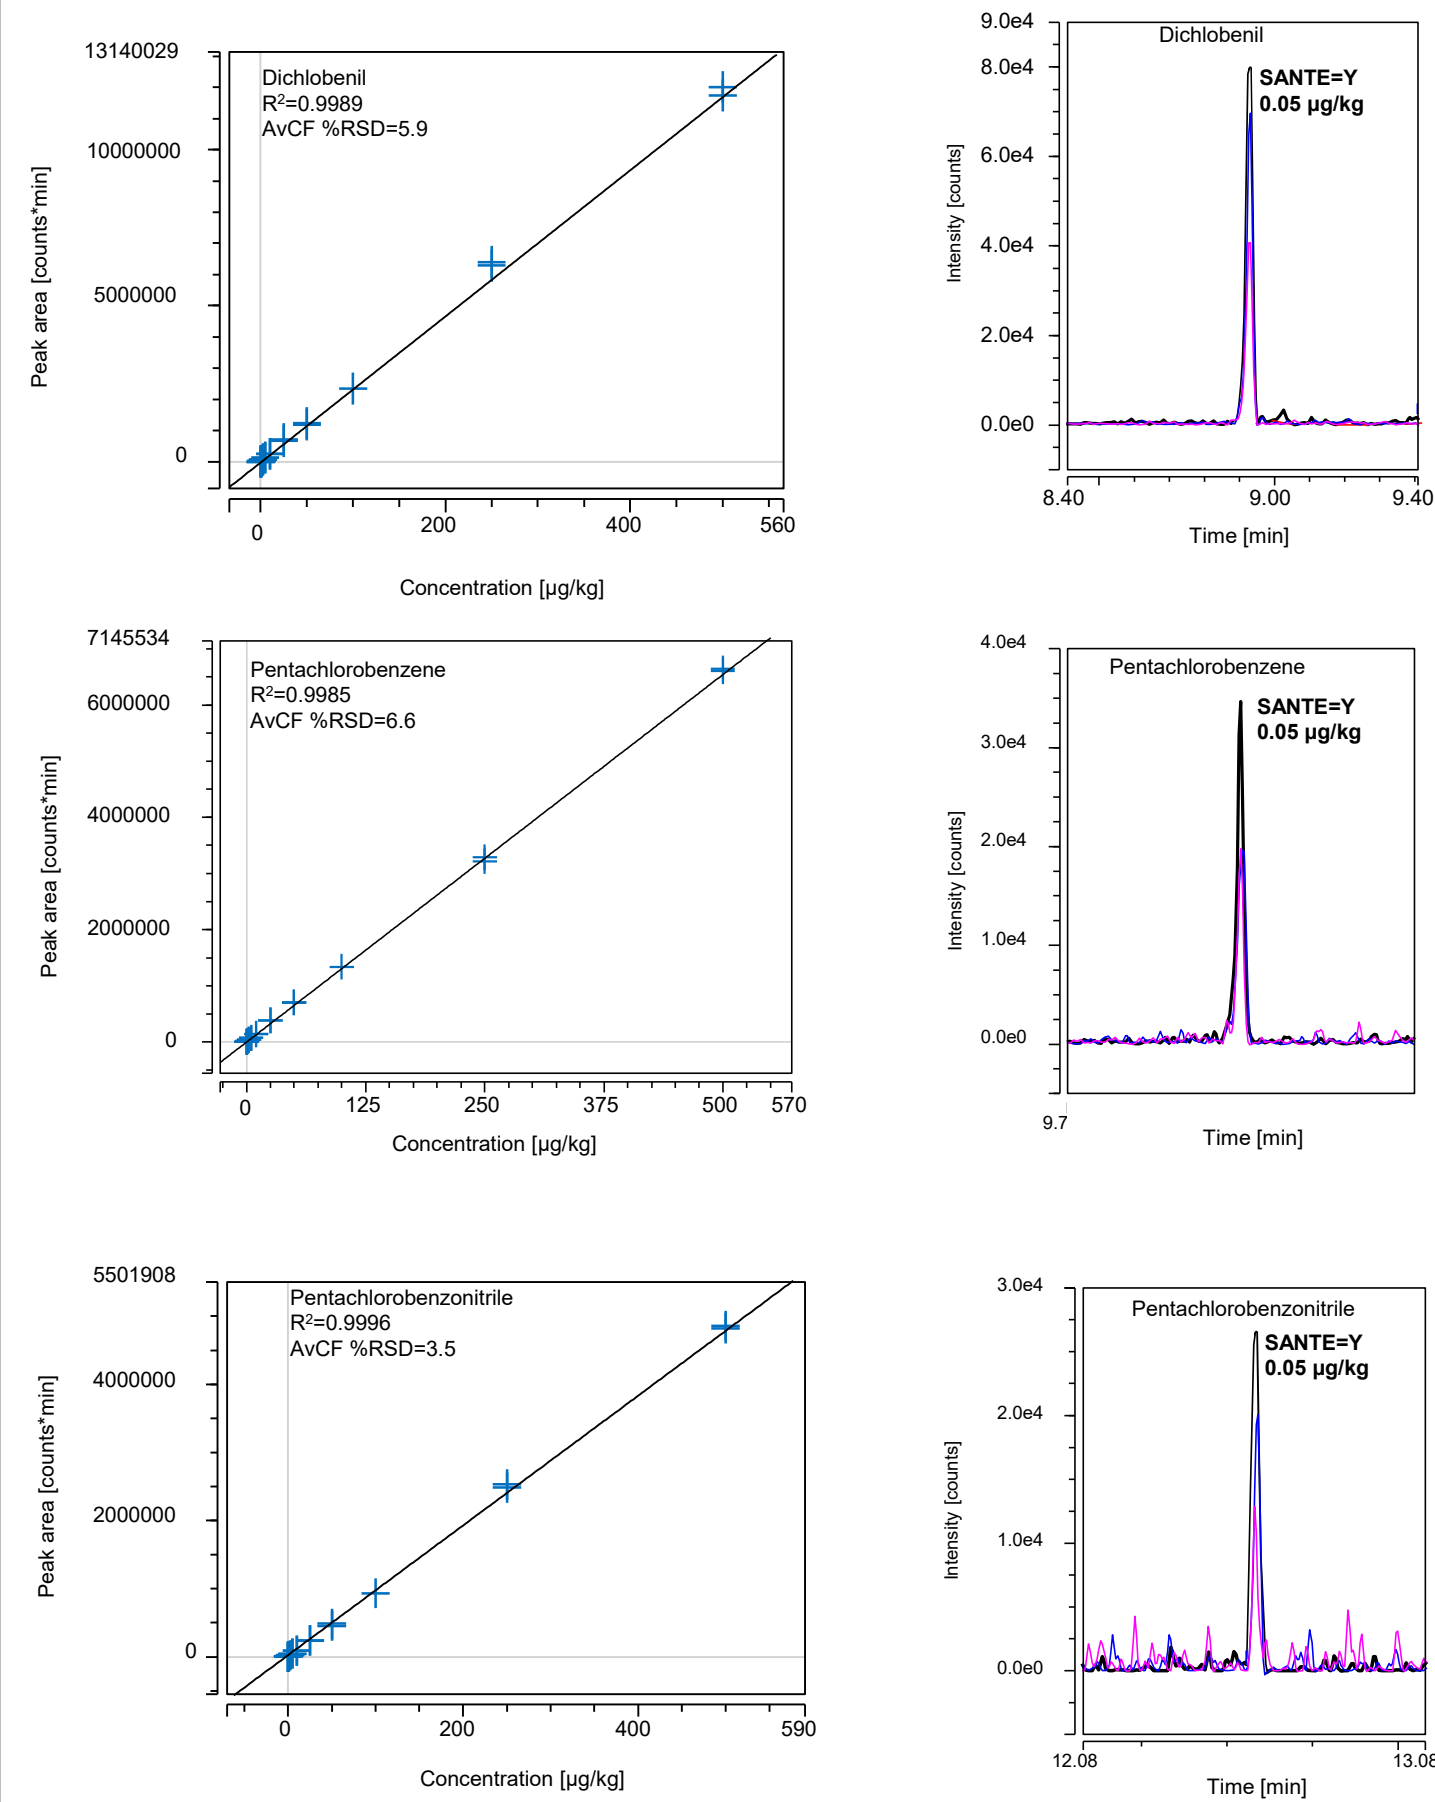 13140029
10000000
5000000
0
Peak area [counts*min]
Dichlobenil
R²=0.9989
AvCF %RSD=5.9
0
200
400
560
Concentration [µg/kg]
9.0e4
8.0e4
6.0e4
4.0e4
2.0e4
0.0e0
Intensity [counts]
Dichlobenil
SANTE=Y
0.05 µg/kg
8.40
9.00
9.40
Time [min]
7145534
6000000
4000000
2000000
0
Peak area [counts*min]
Pentachlorobenzene
R²=0.9985
AvCF %RSD=6.6
0
125
250
375
500
570
Concentration [µg/kg]
4.0e4
3.0e4
2.0e4
1.0e4
0.0e0
Intensity [counts]
Pentachlorobenzene
SANTE=Y
0.05 µg/kg
9.7
Time [min]
5501908
4000000
2000000
0
Peak area [counts*min]
Pentachlorobenzonitrile
R²=0.9996
AvCF %RSD=3.5
0
200
400
590
Concentration [µg/kg]
3.0e4
2.0e4
1.0e4
0.0e0
Intensity [counts]
Pentachlorobenzonitrile
SANTE=Y
0.05 µg/kg
12.08
13.08
Time [min]